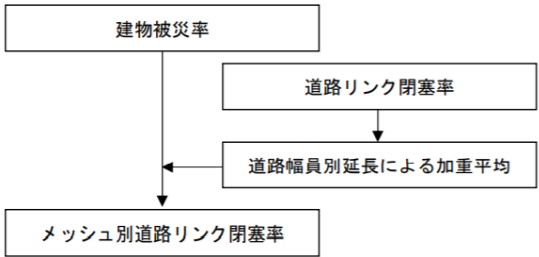 建物被災率
道路リンク閉塞率
道路幅員別延長による加重平均
メッシュ別道路リンク閉塞率